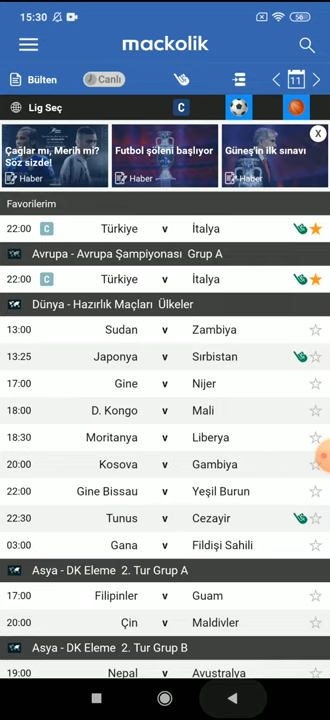 15:30
56
mackolik
Bülten
Canlı
11
Lig Seç
C
Çağlar mı, Merih mi? Söz sizde!
Haber
Futbol şöleni başlıyor
Haber
Güneş'in ilk sınavı
Haber
X
Favorilerim
22:00 C Türkiye v İtalya
Avrupa - Avrupa Şampiyonası Grup A
22:00 C Türkiye v İtalya
Dünya - Hazırlık Maçları Ülkeler
13:00 Sudan v Zambiya
13:25 Japonya v Sırbistan
17:00 Gine v Nijer
18:00 D. Kongo v Mali
18:30 Moritanya v Liberya
20:00 Kosova v Gambiya
22:00 Gine Bissau v Yeşil Burun
22:30 Tunus v Cezayir
03:00 Gana v Fildişi Sahili
Asya - DK Eleme 2. Tur Grup A
17:00 Filipinler v Guam
20:00 Çin v Maldivler
Asya - DK Eleme 2. Tur Grup B
19:00 Nepal v Avustralya